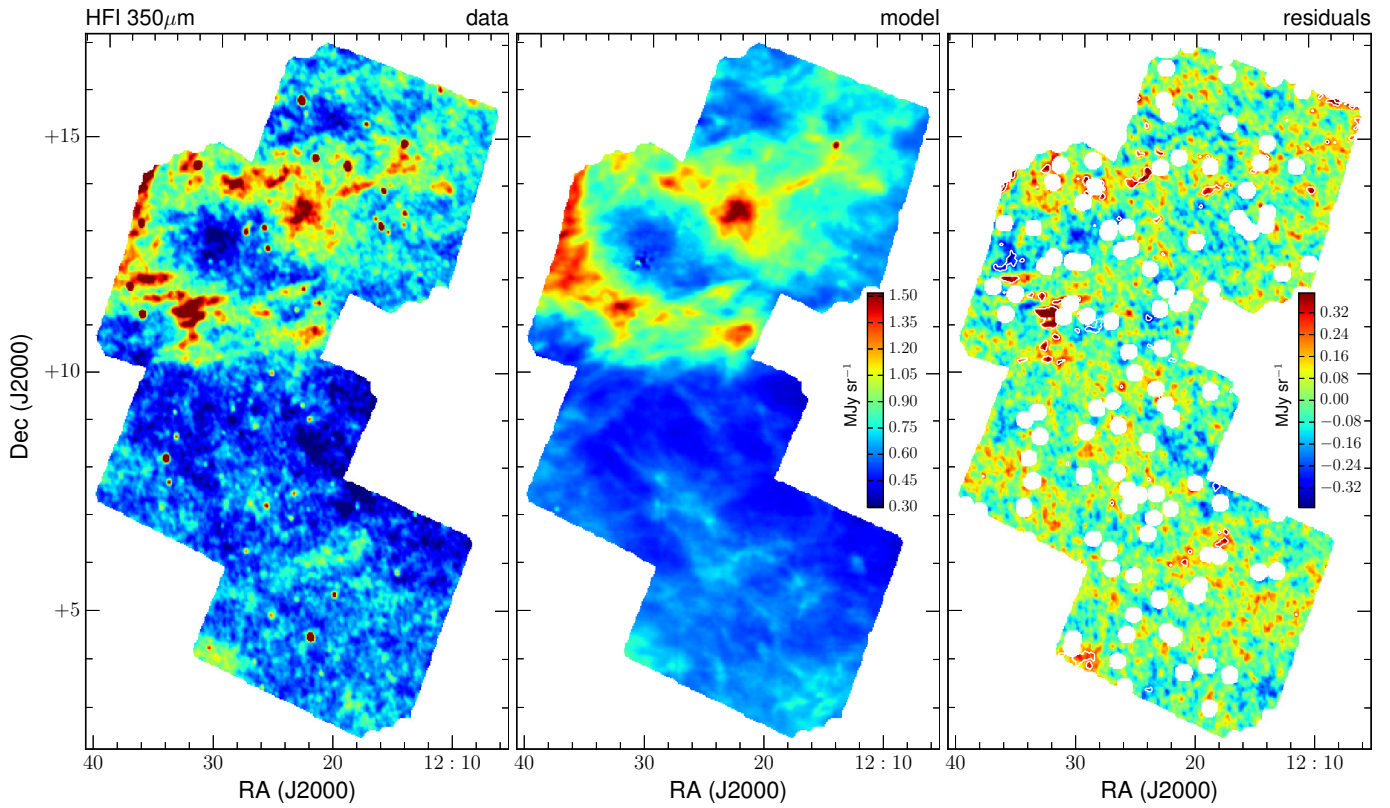 HFI 350μm data
model
residuals
+15
+10
+5
Dec (J2000)
1.50
1.35
1.20
1.05
0.90
0.75
0.60
0.45
0.30
MJy sr⁻¹
0.32
0.24
0.16
0.08
0.00
−0.08
−0.16
−0.24
−0.32
MJy sr⁻¹
40 30 20 12 : 10
40 30 20 12 : 10
40 30 20 12 : 10
RA (J2000)
RA (J2000)
RA (J2000)